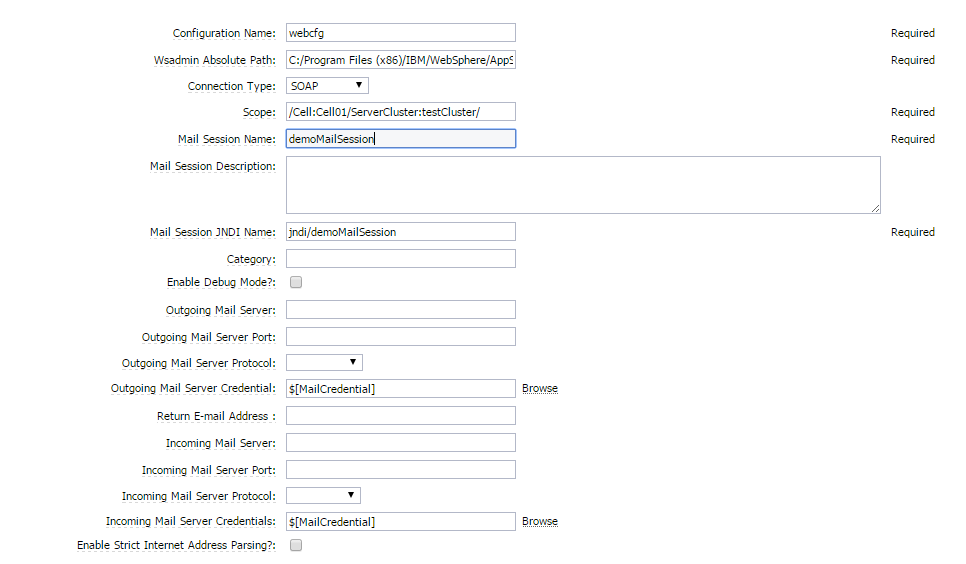 Configuration Name: webcfg Required
Wsadmin Absolute Path: C:/Program Files (x86)/IBM/WebSphere/AppS Required
Connection Type: SOAP
Scope: /Cell:Cell01/ServerCluster:testCluster/ Required
Mail Session Name: demoMailSession Required
Mail Session Description:
Mail Session JNDI Name: jndi/demoMailSession Required
Category:
Enable Debug Mode?:
Outgoing Mail Server:
Outgoing Mail Server Port:
Outgoing Mail Server Protocol:
Outgoing Mail Server Credential: $[MailCredential] Browse
Return E-mail Address :
Incoming Mail Server:
Incoming Mail Server Port:
Incoming Mail Server Protocol:
Incoming Mail Server Credentials: $[MailCredential] Browse
Enable Strict Internet Address Parsing?: